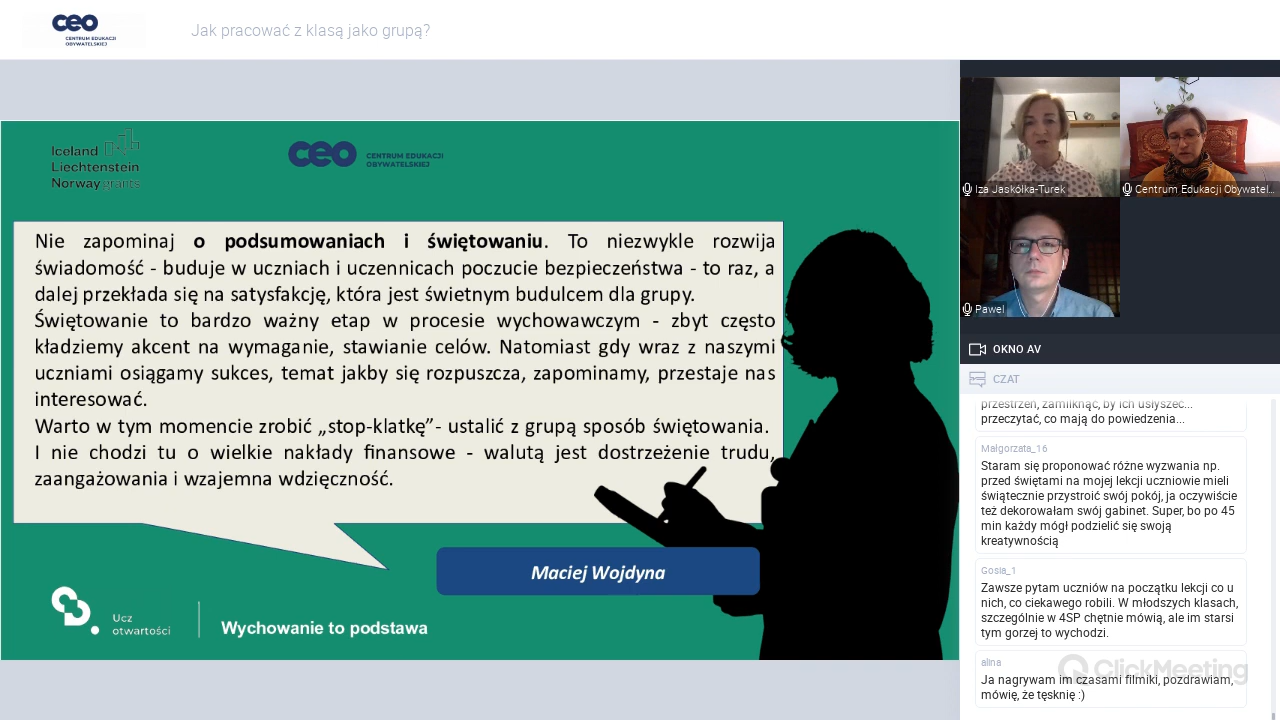 ceo
CENTRUM EDUKACJI
OBYWATELSKIEJ
Jak pracować z klasą jako grupą?
Iceland
Liechtenstein
Norway grants
ceo
CENTRUM EDUKACJI
OBYWATELSKIEJ
Nie zapominaj o podsumowaniach i świętowaniu. To niezwykle rozwija
świadomość - buduje w uczniach i uczennicach poczucie bezpieczeństwa - to raz, a
dalej przekłada się na satysfakcję, która jest świetnym budulcem dla grupy.
Świętowanie to bardzo ważny etap w procesie wychowawczym - zbyt często
kładziemy akcent na wymaganie, stawianie celów. Natomiast gdy wraz z naszymi
uczniami osiągamy sukces, temat jakby się rozpuszcza, zapominamy, przestaje nas
interesować.
Warto w tym momencie zrobić „stop-klatkę”- ustalić z grupą sposób świętowania.
I nie chodzi tu o wielkie nakłady finansowe - walutą jest dostrzeżenie trudu,
zaangażowania i wzajemna wdzięczność.
Maciej Wojdyna
Ucz
otwartości
Wychowanie to podstawa
Iza Jaskółka-Turek
Centrum Edukacji Obywatel...
Pawel
OKNO AV
CZAT
przestrzeń, zamilknąć, by ich usłyszeć...
przeczytać, co mają do powiedzenia...
Małgorzata_16
Staram się proponować różne wyzwania np.
przed świętami na mojej lekcji uczniowie mieli
świątecznie przystroić swój pokój, ja oczywiście
też dekorowałam swój gabinet. Super, bo po 45
min każdy mógł podzielić się swoją
kreatywnością
Gosia_1
Zawsze pytam uczniów na początku lekcji co u
nich, co ciekawego robili. W młodszych klasach,
szczególnie w 4SP chętnie mówią, ale im starsi
tym gorzej to wychodzi.
alina
Ja nagrywam im czasami filmiki, pozdrawiam,
mówię, że tęsknię :)
ClickMeeting